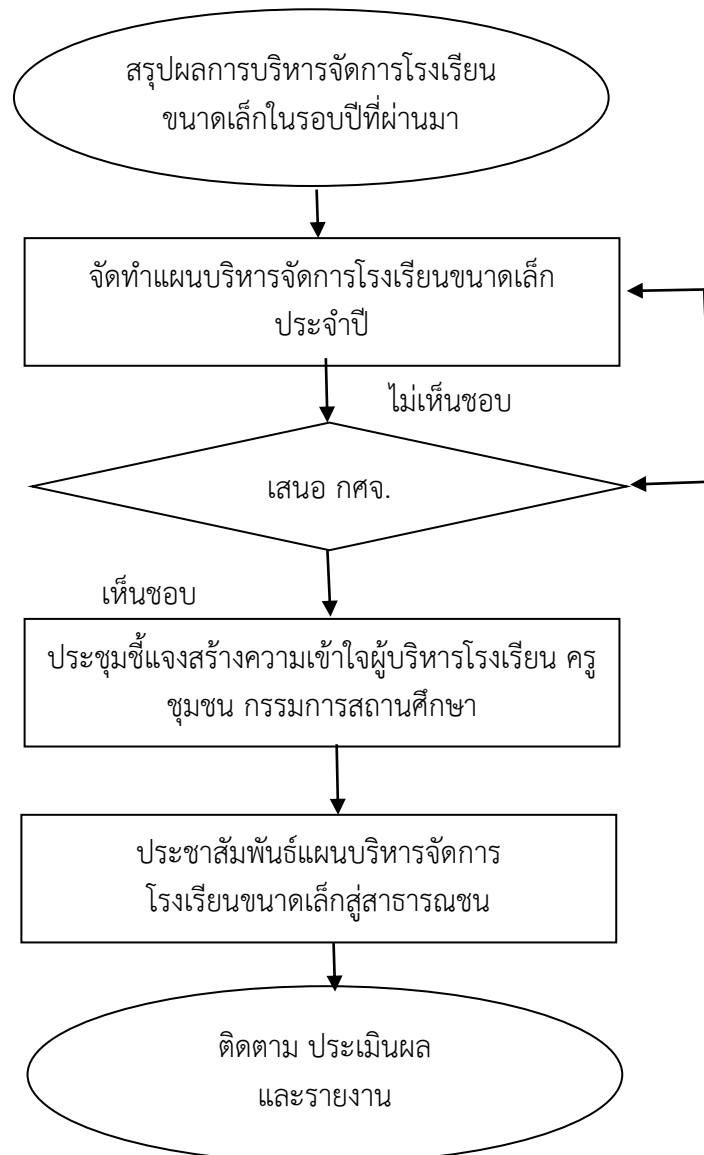 สรุปผลการบริหารจัดการโรงเรียน
ขนาดเล็กในรอบปีที่ผ่านมา
จัดทำแผนบริหารจัดการโรงเรียนขนาดเล็ก
ประจำปี
ไม่เห็นชอบ
เสนอ กศจ.
เห็นชอบ
ประชุมชี้แจงสร้างความเข้าใจผู้บริหารโรงเรียน ครู
ชุมชน กรรมการสถานศึกษา
ประชาสัมพันธ์แผนบริหารจัดการ
โรงเรียนขนาดเล็กสู่สาธารณชน
ติดตาม ประเมินผล
และรายงาน